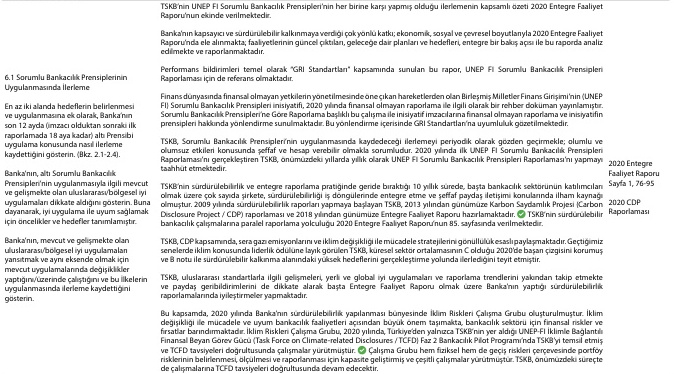 TSKB'nin UNEP FI Sorumlu Bankacılık Prensipleri'nin her birine karşı yapmış olduğu ilerlemenin kapsamlı özeti 2020 Entegre Faaliyet
Raporu'nun ekinde verilmektedir.
Banka'nın kapsayıcı ve sürdürülebilir kalkınmaya verdiği çok yönlü katkı; ekonomik, sosyal ve çevresel boyutlarıyla 2020 Entegre Faaliyet
Raporu'nda ele alınmakta; faaliyetlerinin güncel çıktıları, geleceğe dair planları ve hedefleri, entegre bir bakış açısı ile bu raporda analiz
edilmekte ve raporlanmaktadır.
Performans bildirimleri temel olarak "GRI Standartları" kapsamında sunulan bu rapor, UNEP FI Sorumlu Bankacılık Prensipleri
Raporlaması için de referans olmaktadır.
6.1 Sorumlu Bankacılık Prensiplerinin
Uygulanmasında İlerleme
En az iki alanda hedeflerin belirlenmesi
ve uygulanmasına ek olarak, Banka'nın
son 12 ayda (imzacı olduktan sonraki ilk
raporlamada 18 aya kadar) altı Prensibi
uygulama konusunda nasıl ilerleme
kaydettiğini gösterin. (Bkz. 2.1-2.4).
Banka'nın, altı Sorumlu Bankacılık
Prensipleri'nin uygulanmasıyla ilgili mevcut
ve gelişmekte olan uluslararası/bölgesel iyi
uygulamaları dikkate aldığını gösterin. Buna
dayanarak, iyi uygulama ile uyum sağlamak
için öncelikler ve hedefler tanımlamıştır.
Banka'nın, mevcut ve gelişmekte olan
uluslararası/bölgesel iyi uygulamaları
yansıtmak ve aynı eksende olmak için
mevcut uygulamalarında değişiklikler
yaptığını/üzerinde çalıştığını ve bu İlkelerin
uygulanmasında ilerleme kaydettiğini
gösterin.
Finans dünyasında finansal olmayan yetkilerin yönetilmesinde öne çıkan hareketlerden olan Birleşmiş Milletler Finans Girişimi'nin (UNEP
FI) Sorumlu Bankacılık Prensipleri inisiyatifi, 2020 yılında finansal olmayan raporlama ile ilgili olarak bir rehber doküman yayınlamıştır.
Sorumlu Bankacılık Prensipleri'ne Göre Raporlama başlıklı bu çalışma ile inisiyatif imzacılarına finansal olmayan raporlama ve inisiyatifin
prensipleri hakkında yönlendirme sunulmaktadır. Bu yönlendirme içerisinde GRI Standartları'na uyumluluk gözetilmektedir.
TSKB, Sorumlu Bankacılık Prensipleri'nin uygulanmasında kaydedeceği ilerlemeyi periyodik olarak gözden geçirmekle; olumlu ve
olumsuz etkileri konusunda şeffaf ve hesap verebilir olmakla sorumludur. 2020 yılında ilk UNEP FI Sorumlu Bankacılık Prensipleri
Raporlaması'nı gerçekleştiren TSKB, önümüzdeki yıllarda yıllık olarak UNEP FI Sorumlu Bankacılık Prensipleri Raporlaması'nı yapmayı
taahhüt etmektedir.
TSKB'nin sürdürülebilirlik ve entegre raporlama pratiğinde geride bıraktığı 10 yıllık sürede, başta bankacılık sektörünün katılımcıları
olmak üzere çok sayıda şirkete, sürdürülebilirliği iş döngülerinde entegre etme ve şeffaf paydaş iletişimi konularında ilham kaynağı
olmuştur. 2009 yılında sürdürülebilirlik raporları yapmaya başlayan TSKB, 2013 yılından günümüze Karbon Saydamlık Projesi (Carbon
Disclosure Project / CDP) raporlaması ve 2018 yılından günümüze Entegre Faaliyet Raporu hazırlamaktadır. TSKB'nin sürdürülebilir
bankacılık çalışmalarına paralel raporlama yolculuğu 2020 Entegre Faaliyet Raporu'nun 85. sayfasında verilmektedir.
TSKB, CDP kapsamında, sera gazı emisyonlarını ve iklim değişikliği ile mücadele stratejilerini gönüllülük esaslı paylaşmaktadır. Geçtiğimiz
senelerde iklim konusunda liderlik ödülüne layık görülen TSKB, küresel sektör ortalamasının C olduğu 2020'de başarı çizgisini korumuş
ve B notu ile sürdürülebilir kalkınma alanındaki yüksek hedeflerini gerçekleştirme yolunda ilerlediğini teyit etmiştir.
TSKB, uluslararası standartlarla ilgili gelişmeleri, yerli ve global iyi uygulamaları ve raporlama trendlerini yakından takip etmekte
ve paydaş geribildirimlerini de dikkate alarak başta Entegre Faaliyet Raporu olmak üzere Banka'nın yaptığı sürdürülebilirlik
raporlamalarında iyileştirmeler yapmaktadır.
Bu kapsamda, 2020 yılında Banka'nın sürdürülebilirlik yapılanması bünyesinde İklim Riskleri Çalışma Grubu oluşturulmuştur. İklim
değişikliği ile mücadele ve uyum bankacılık faaliyetleri açısından büyük önem taşımakta, bankacılık sektörü için finansal riskler ve
fırsatlar barındırmaktadır. İklim Riskleri Çalışma Grubu, 2020 yılında, Türkiye'den yalnızca TSKB'nin yer aldığı UNEP-FI İklimle Bağlantılı
Finansal Beyan Görev Gücü (Task Force on Climate-related Disclosures / TCFD) Faz 2 Bankacılık Pilot Programı'nda TSKB'yi temsil etmiş
ve TCFD tavsiyeleri doğrultusunda çalışmalar yürütmüştür. Çalışma Grubu hem fiziksel hem de geçiş riskleri çerçevesinde portföy
risklerinin belirlenmesi, ölçülmesi ve raporlanması için kapasite geliştirmiş ve çeşitli çalışmalar yürütmüştür. TSKB, önümüzdeki süreçte
de çalışmalarına TCFD tavsiyeleri doğrultusunda devam edecektir.
2020 Entegre
Faaliyet Raporu
Sayfa 1, 76-95
2020 CDP
Raporlaması